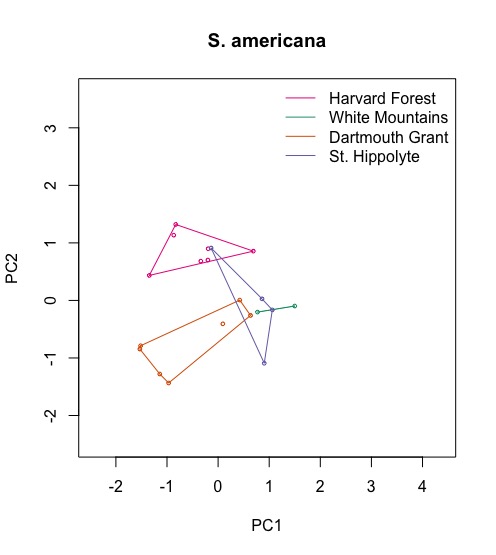 S. americana
Harvard Forest
White Mountains
Dartmouth Grant
St. Hippolyte
3
2
1
0
-1
-2
PC2
-2 -1 0 1 2 3 4
PC1